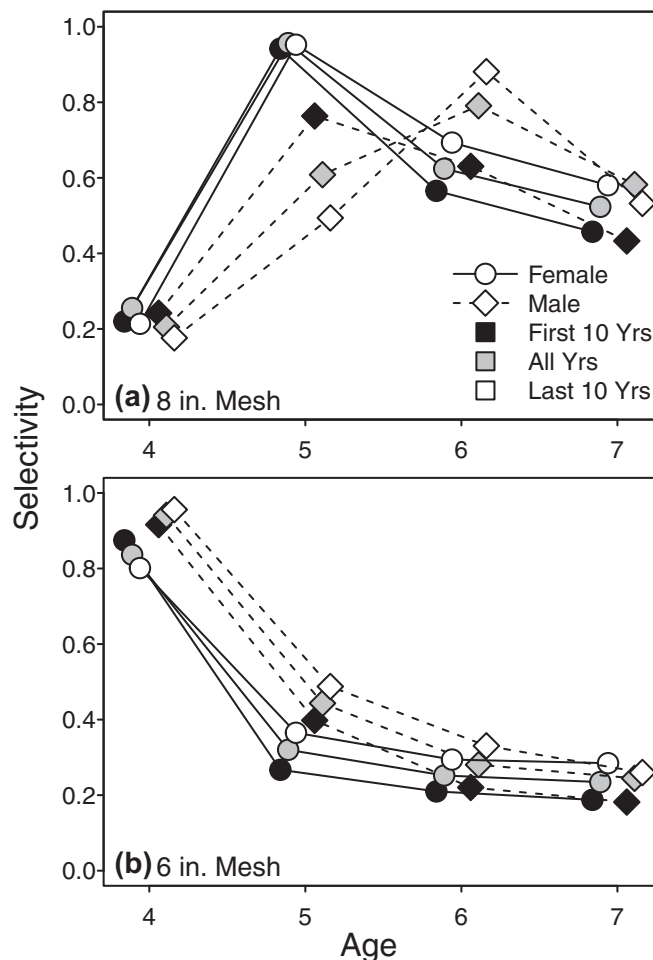 1.0
0.8
0.6
0.4
0.2
0.0
Female
Male
First 10 Yrs
All Yrs
Last 10 Yrs
(a) 8 in. Mesh
4 5 6 7
Selectivity
1.0
0.8
0.6
0.4
0.2
0.0
(b) 6 in. Mesh
4 5 6 7
Age